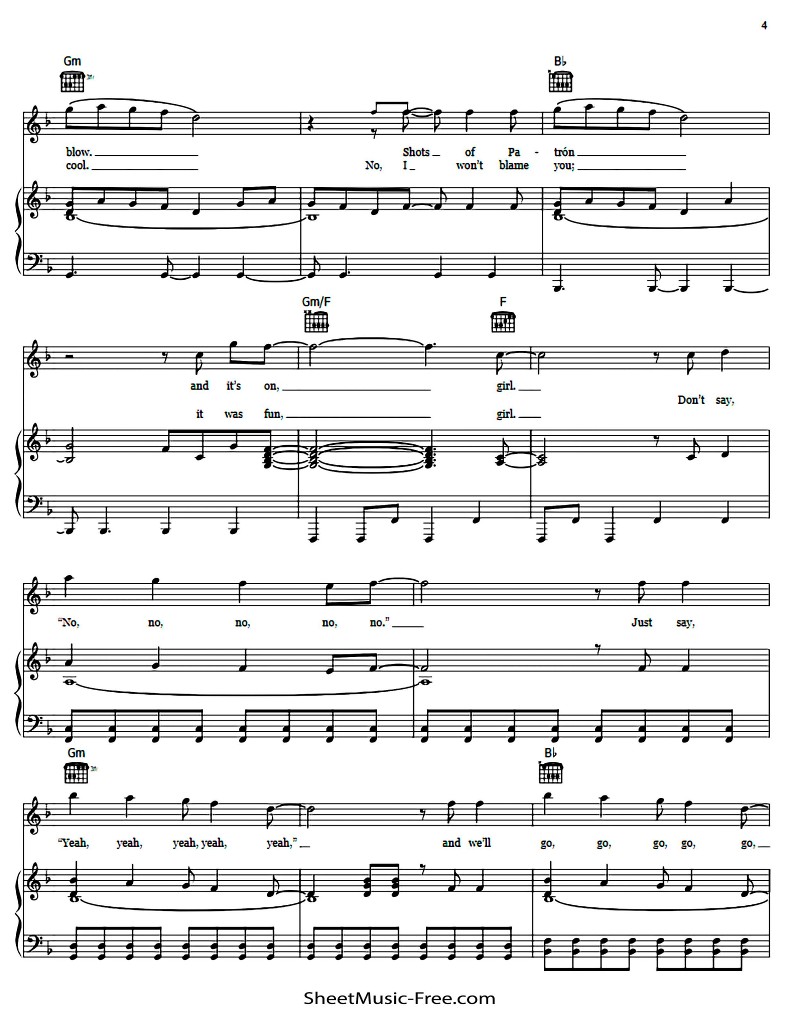 4
Gm B♭
blow. Shots of Pa - trón
cool. No, I won't blame you;
Gm/F F
and it's on, girl.
Don't say,
it was fun, girl.
"No, no, no, no, no." Just say,
Gm B♭
"Yeah, yeah, yeah, yeah, yeah," and we'll go, go, go, go, go,
SheetMusic-Free.com